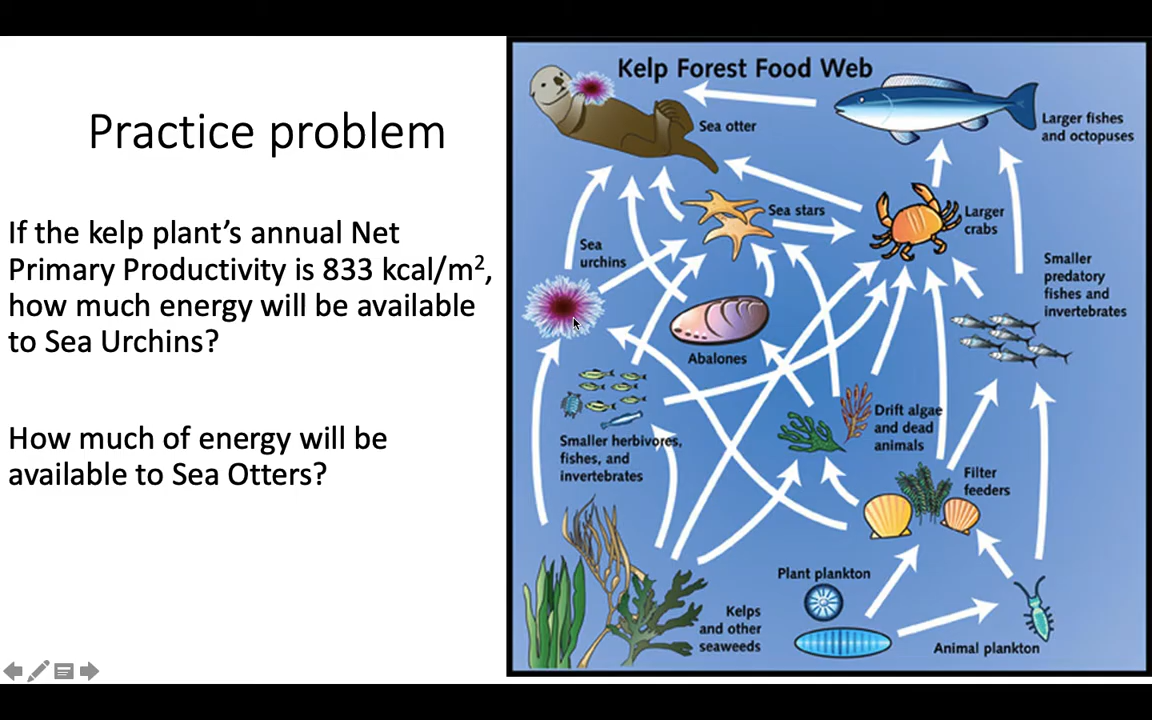 Practice problem
If the kelp plant's annual Net
Primary Productivity is 833 kcal/m²,
how much energy will be available
to Sea Urchins?
How much of energy will be
available to Sea Otters?
Kelp Forest Food Web
Sea otter
Larger fishes
and octopuses
Sea stars
Larger
crabs
Sea
urchins
Smaller
predatory
fishes and
invertebrates
Abalones
Drift algae
and dead
animals
Smaller herbivores,
fishes, and
invertebrates
Filter
feeders
Plant plankton
Kelps
and other
seaweeds
Animal plankton